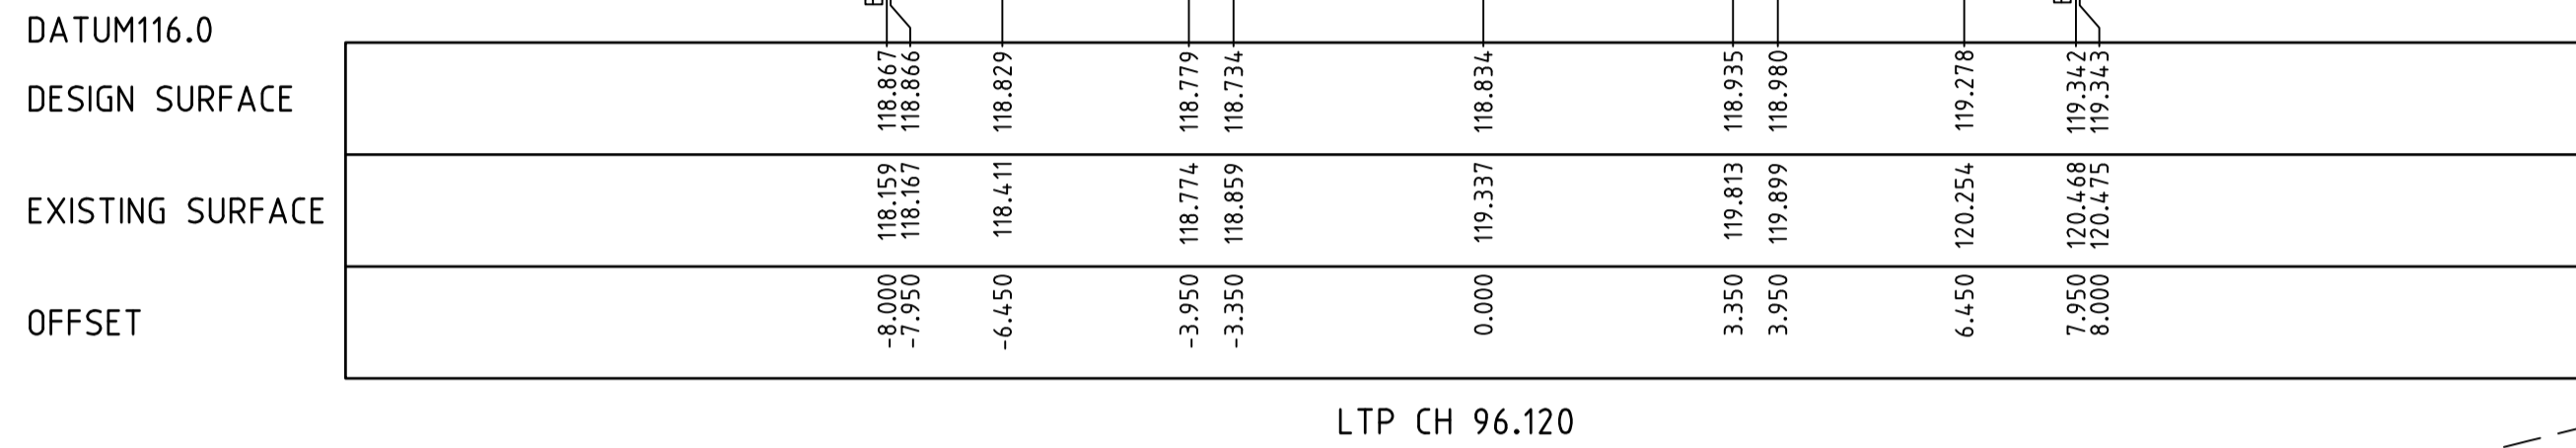 DATUM116.0
DESIGN SURFACE 118.867 118.866 118.829 118.779 118.734 118.834 118.935 118.980 119.278 119.342 119.343
EXISTING SURFACE 118.159 118.167 118.411 118.774 118.859 119.337 119.813 119.899 120.254 120.468 120.475
OFFSET -8.000 -7.950 -6.450 -3.950 -3.350 0.000 3.350 3.950 6.450 7.950 8.000
LTP CH 96.120